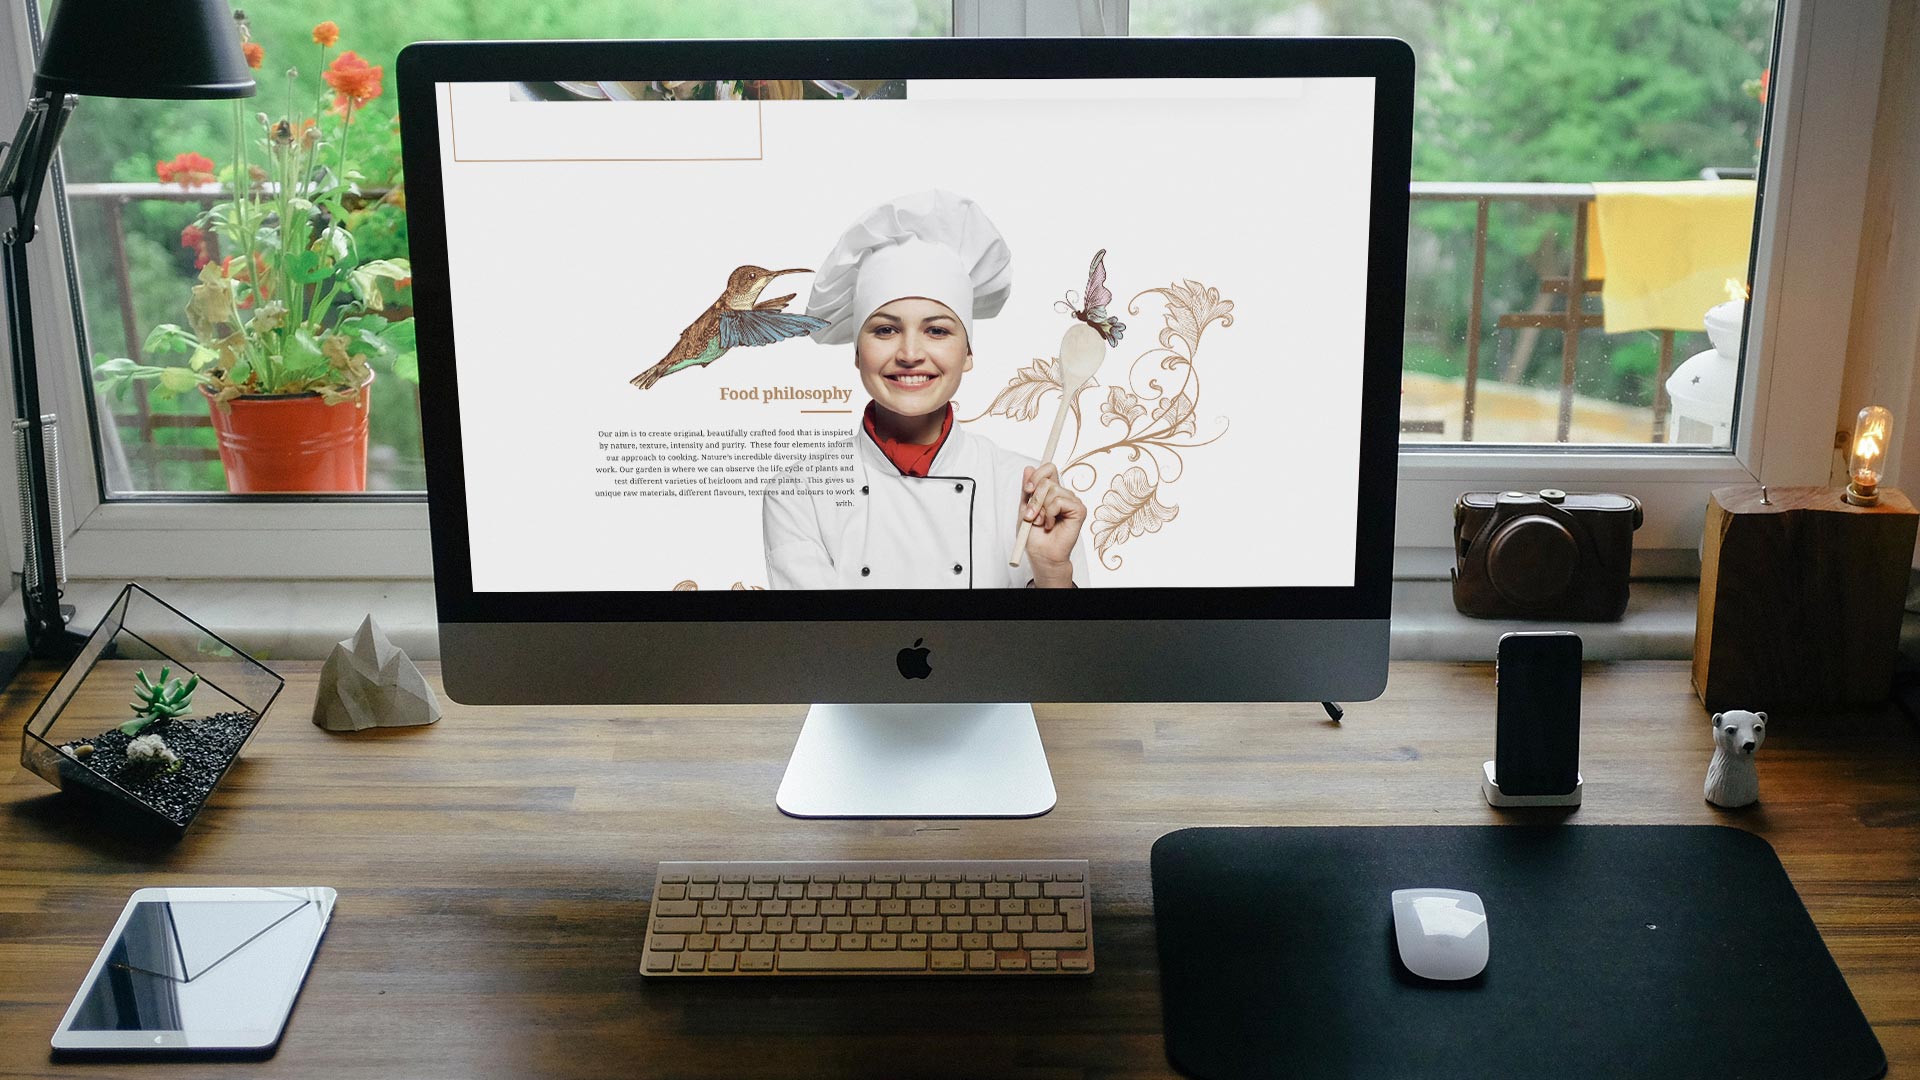 Food philosophy
Our aim is to create original, beautifully crafted food that is inspired
by nature, texture, intensity and purity. These four elements inform
our approach to cooking. Nature's incredible diversity inspires our
work. Our garden is where we can observe the life cycle of plants and
test different varieties of heirloom and rare plants. This gives us
unique raw materials, different flavours, textures and colours to work
with.